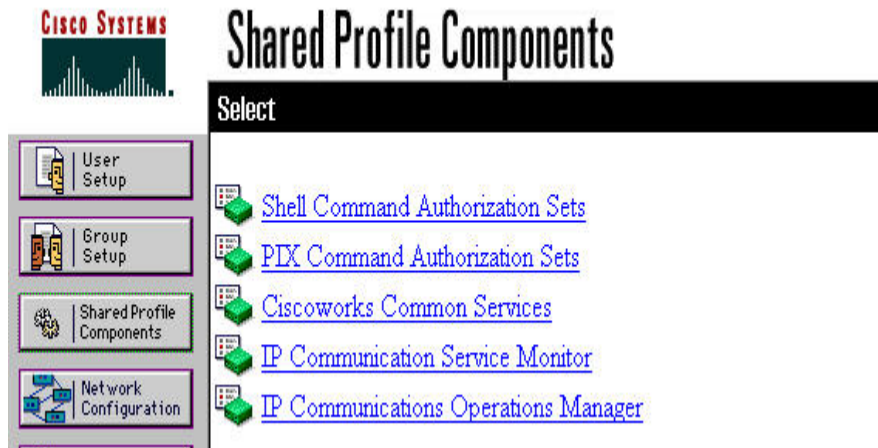 CISCO SYSTEMS
Shared Profile Components
Select
User
Setup
Group
Setup
Shared Profile
Components
Network
Configuration
Shell Command Authorization Sets
PIX Command Authorization Sets
Ciscoworks Common Services
IP Communication Service Monitor
IP Communications Operations Manager